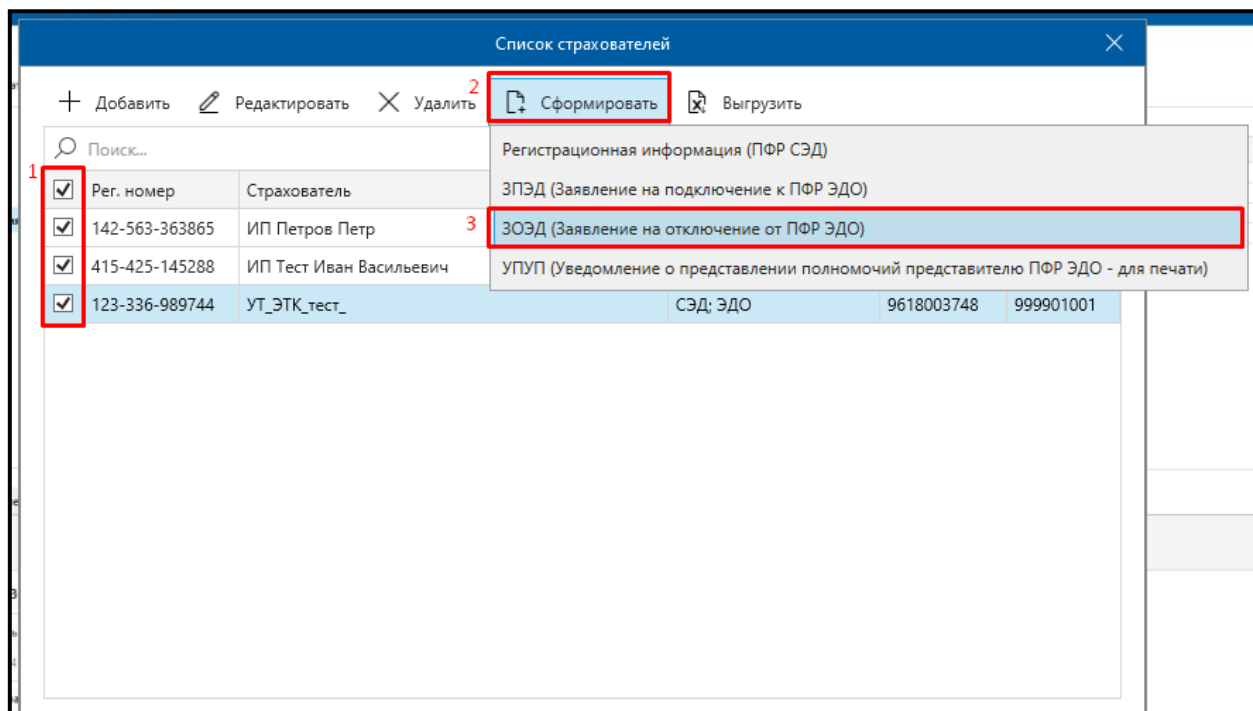 Список страхователей
2
Добавить Редактировать Удалить Сформировать Выгрузить
Поиск... Регистрационная информация (ПФР СЭД)
1
Рег. номер Страхователь ЗПЭД (Заявление на подключение к ПФР ЭДО)
142-563-363865 ИП Петров Петр 3 ЗОЭД (Заявление на отключение от ПФР ЭДО)
415-425-145288 ИП Тест Иван Васильевич УПУП (Уведомление о представлении полномочий представителю ПФР ЭДО - для печати)
123-336-989744 УТ_ЭТК_тест_ СЭД; ЭДО 9618003748 999901001